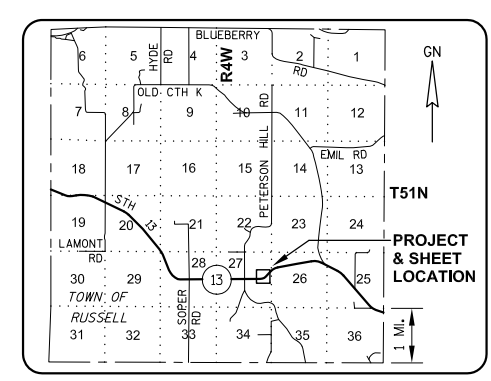 BLUEBERRY
RD
GN
6 5 4 3 2 1
HYDE
RD
R4W
OLD CTH K
7 8 9 10 11 12
PETERSON HILL RD
EMIL RD
18 17 16 15 14 13
T51N
STH 13
19 20 21 22 23 24
LAMONT
RD
PROJECT
& SHEET
LOCATION
30 29 28 27 26 25
13
TOWN OF
RUSSELL
SOPER
RD
31 32 33 34 35 36
1 MI.